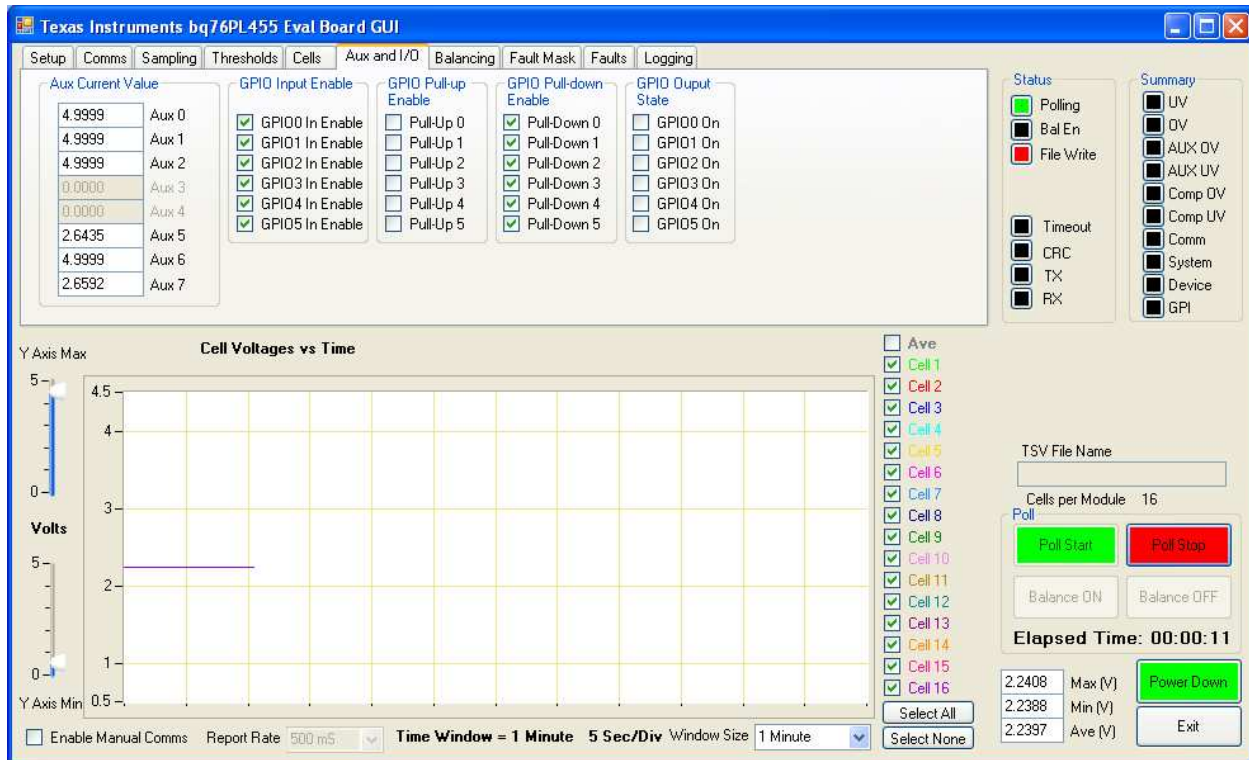 Texas Instruments bq76PL455 Eval Board GUI
Setup Comms Sampling Thresholds Cells Aux and I/O Balancing Fault Mask Faults Logging
Aux Current Value
4.9999 Aux 0
4.9999 Aux 1
4.9999 Aux 2
0.0000 Aux 3
0.0000 Aux 4
2.6435 Aux 5
4.9999 Aux 6
2.6592 Aux 7
GPIO Input Enable
GPIO0 In Enable
GPIO1 In Enable
GPIO2 In Enable
GPIO3 In Enable
GPIO4 In Enable
GPIO5 In Enable
GPIO Pull-up
Enable
Pull-Up 0
Pull-Up 1
Pull-Up 2
Pull-Up 3
Pull-Up 4
Pull-Up 5
GPIO Pull-down
Enable
Pull-Down 0
Pull-Down 1
Pull-Down 2
Pull-Down 3
Pull-Down 4
Pull-Down 5
GPIO Ouput
State
GPIO0 On
GPIO1 On
GPIO2 On
GPIO3 On
GPIO4 On
GPIO5 On
Status
Polling
Bal En
File Write
Timeout
CRC
TX
RX
Summary
UV
OV
AUX OV
AUX UV
Comp OV
Comp UV
Comm
System
Device
GPI
Y Axis Max
5
0
Volts
5
0
Y Axis Min
Cell Voltages vs Time
4.5
4
3
2
1
0.5
Ave
Cell 1
Cell 2
Cell 3
Cell 4
Cell 5
Cell 6
Cell 7
Cell 8
Cell 9
Cell 10
Cell 11
Cell 12
Cell 13
Cell 14
Cell 15
Cell 16
Select All
Select None
TSV File Name
Cells per Module 16
Poll
Poll Start Poll Stop
Balance ON Balance OFF
Elapsed Time: 00:00:11
2.2408 Max (V)
2.2388 Min (V)
2.2397 Ave (V)
Power Down
Exit
Enable Manual Comms Report Rate 500 mS Time Window = 1 Minute 5 Sec/Div Window Size 1 Minute